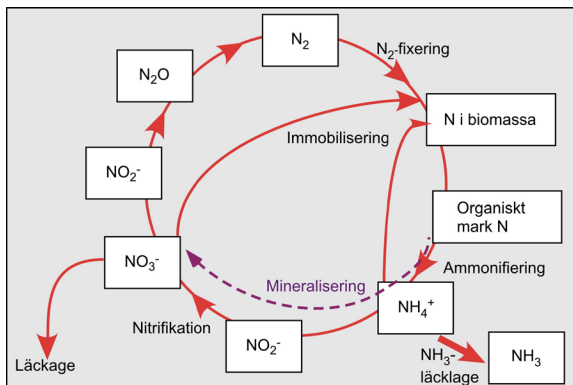 N₂
N₂-fixering
N₂O
N i biomassa
Immobilisering
NO₂⁻
Organiskt
mark N
NO₃⁻
Ammonifiering
Mineralisering
NH₄⁺
Nitrifikation
NO₂⁻
Läckage
NH₃-
läcklage
NH₃